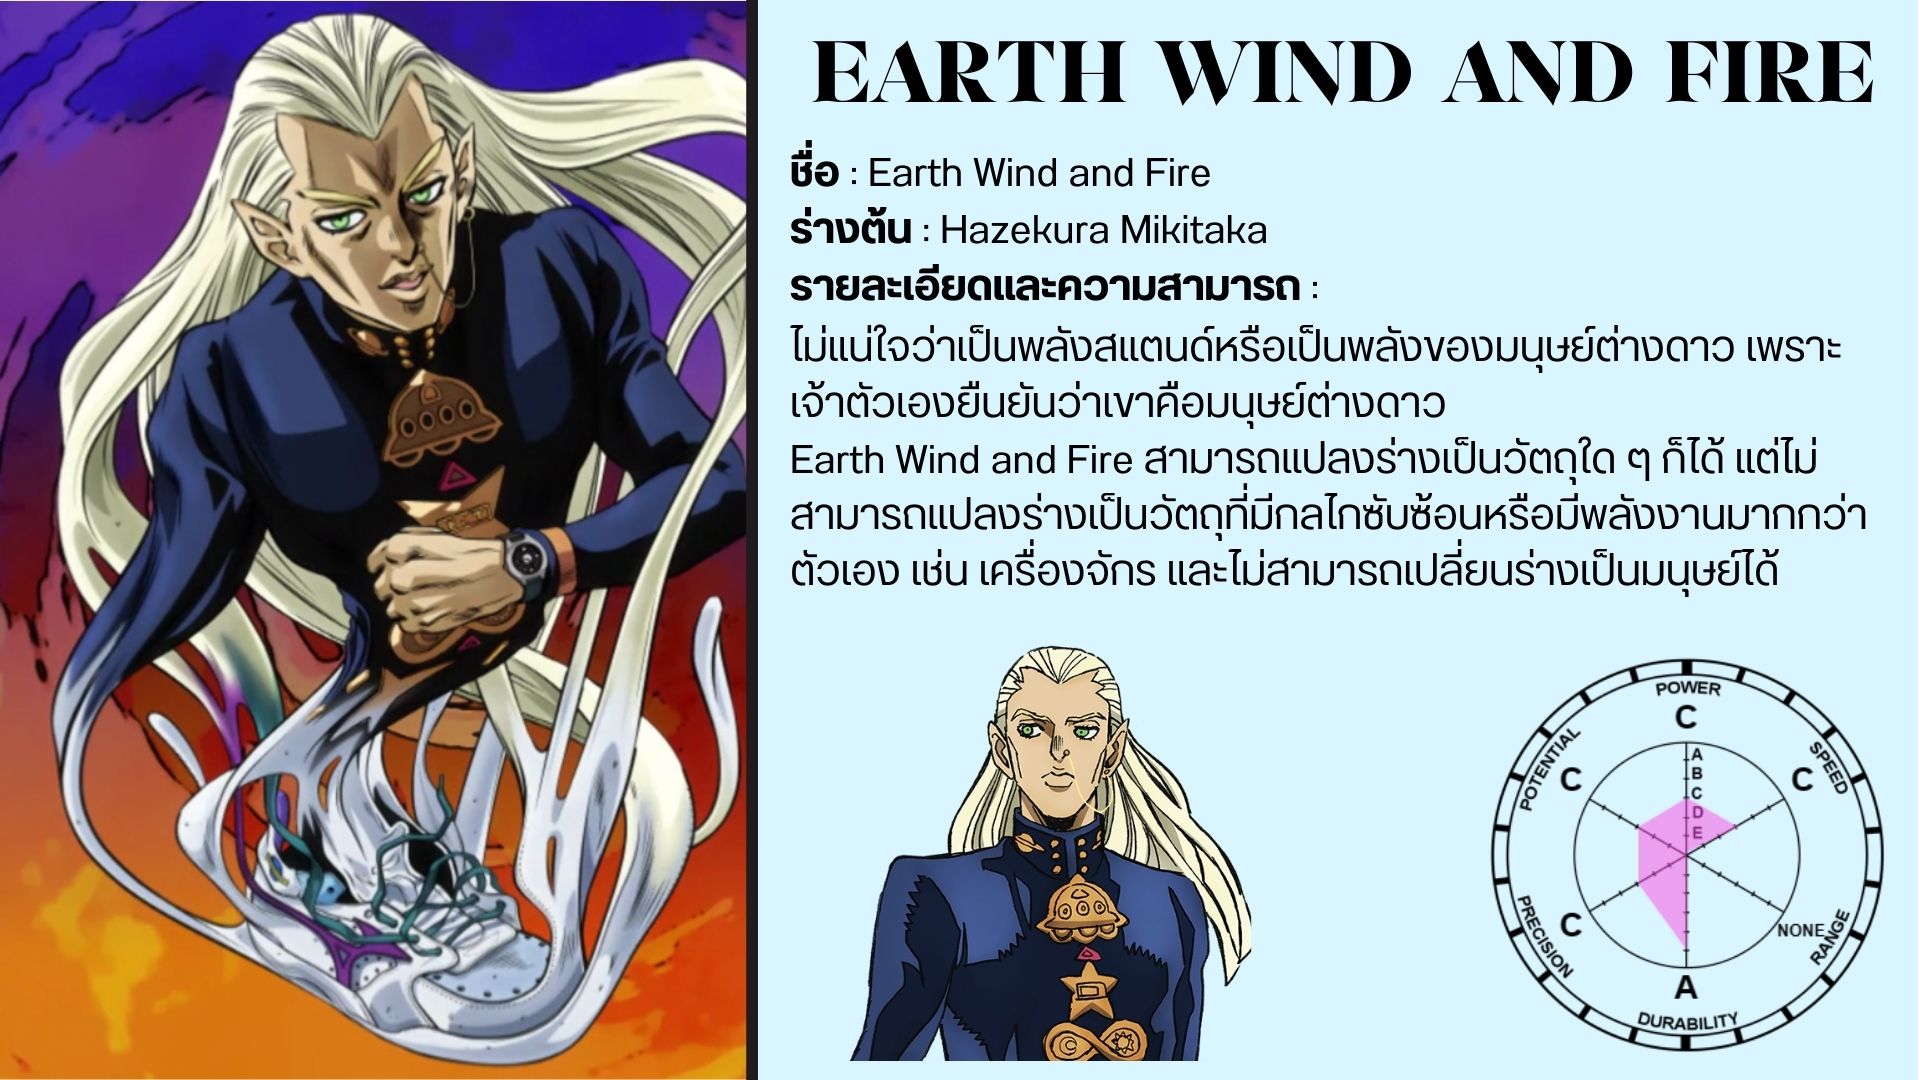 EARTH WIND AND FIRE
ชื่อ : Earth Wind and Fire
ร่างต้น : Hazekura Mikitaka
รายละเอียดและความสามารถ :
ไม่แน่ใจว่าเป็นพลังสแตนด์หรือเป็นพลังของมนุษย์ต่างดาว เพราะ
เจ้าตัวเองยืนยันว่าเขาคือมนุษย์ต่างดาว
Earth Wind and Fire สามารถแปลงร่างเป็นวัตถุใด ๆ ก็ได้ แต่ไม่
สามารถแปลงร่างเป็นวัตถุที่มีกลไกซับซ้อนหรือมีพลังงานมากกว่า
ตัวเอง เช่น เครื่องจักร และไม่สามารถเปลี่ยนร่างเป็นมนุษย์ได้
POWER
C
POTENTIAL
C
SPEED
C
A
B
C
D
E
PRECISION
C
NONE
RANGE
A
DURABILITY